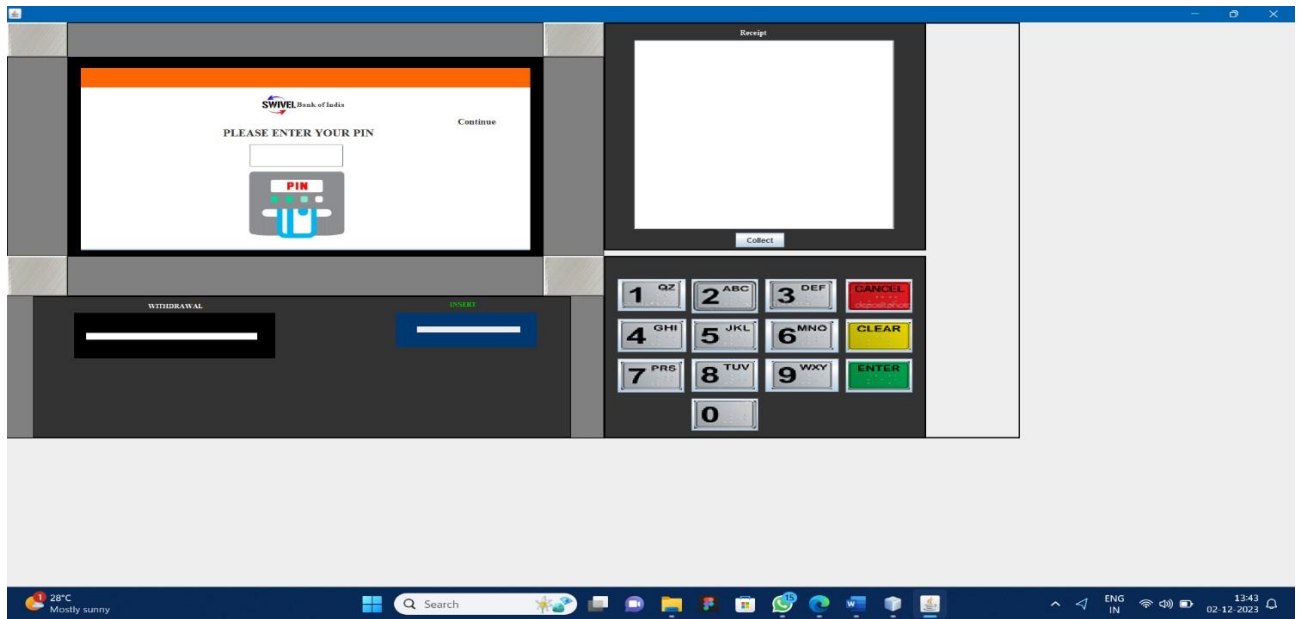 Receipt
SWIVEL Bank of India
Continue
PLEASE ENTER YOUR PIN
PIN
Collect
WITHDRAWAL
INSERT
1 QZ
2 ABC
3 DEF
CANCEL
4 GHI
5 JKL
6 MNO
CLEAR
7 PRS
8 TUV
9 WXY
ENTER
0
1
28°C
Mostly sunny
Search
15
ENG
IN
13:43
02-12-2023